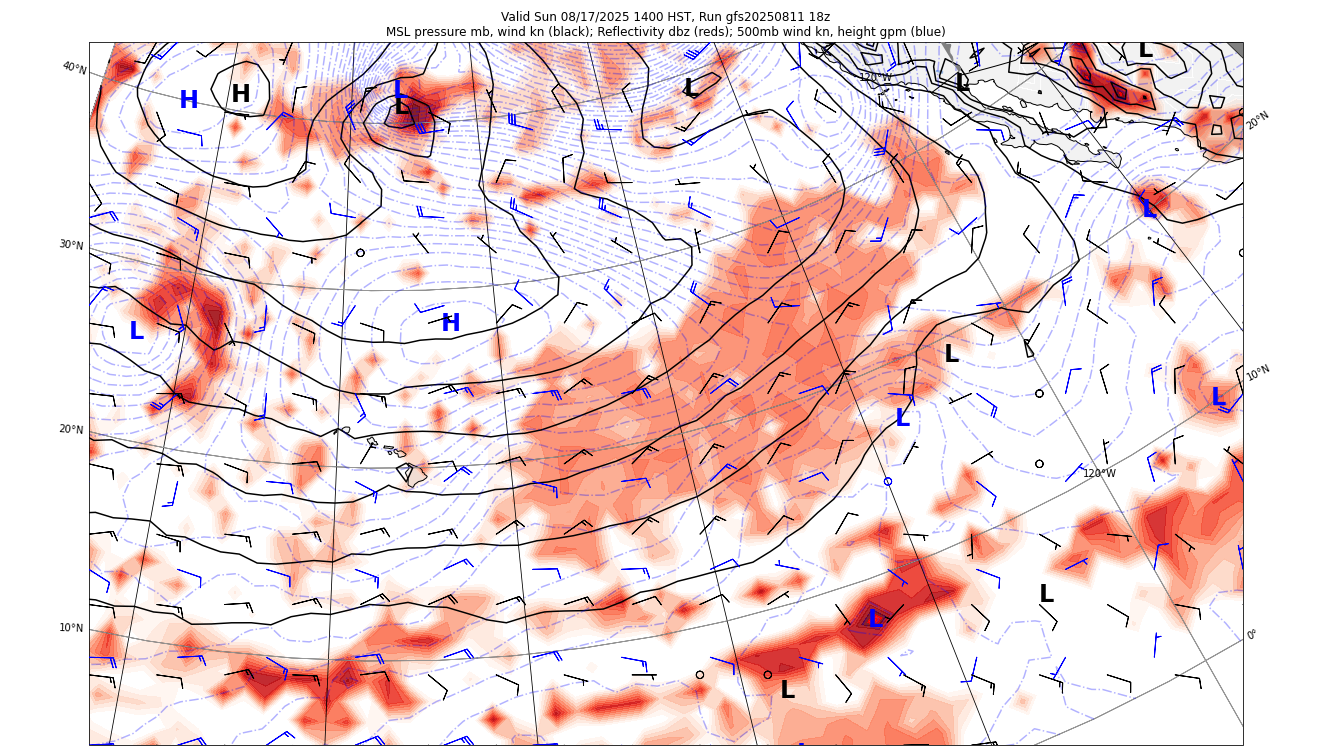 Valid Sun 08/17/2025 1400 HST, Run gfs20250811 18z
MSL pressure mb, wind kn (black); Reflectivity dbz (reds); 500mb wind kn, height gpm (blue)
L
40°N
120°W
L
L
L
H
H
L
20°N
L
L
30°N
H
L
L
10°N
L
L
20°N
120°W
L
L
10°N
0°
L